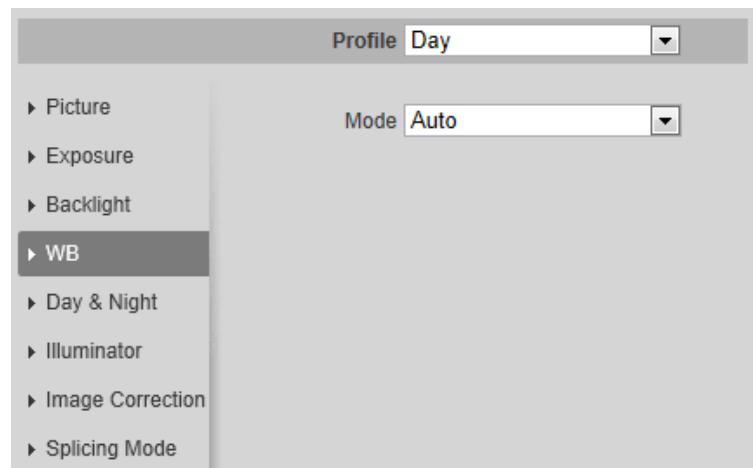 Profile Day
Picture
Mode Auto
Exposure
Backlight
WB
Day & Night
Illuminator
Image Correction
Splicing Mode